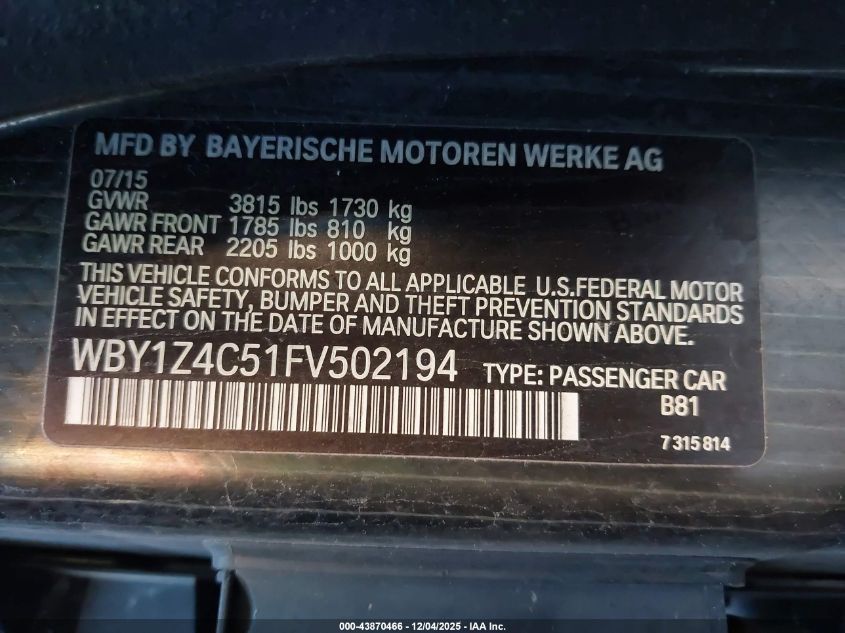 MFD BY BAYERISCHE MOTOREN WERKE AG
07/15
GVWR 3815 lbs 1730 kg
GAWR FRONT 1785 lbs 810 kg
GAWR REAR 2205 lbs 1000 kg
THIS VEHICLE CONFORMS TO ALL APPLICABLE U.S.FEDERAL MOTOR
VEHICLE SAFETY, BUMPER AND THEFT PREVENTION STANDARDS
IN EFFECT ON THE DATE OF MANUFACTURE SHOWN ABOVE.
WBY1Z4C51FV502194 TYPE: PASSENGER CAR
B81
7 315 814
000-43870466 - 12/04/2025 - IAA Inc.